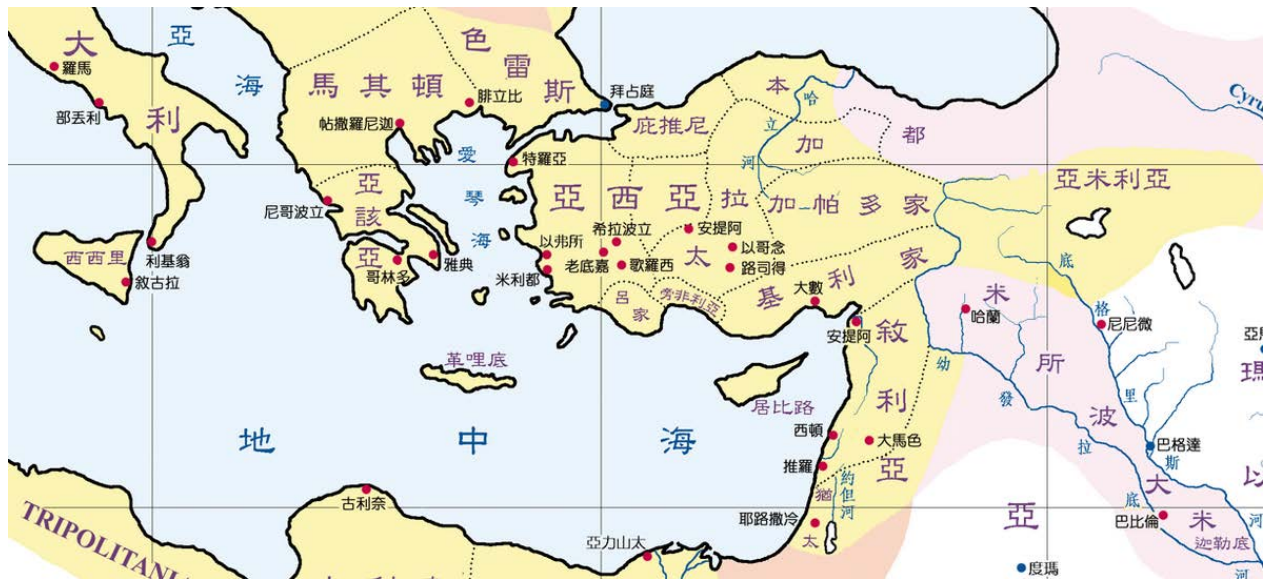 大
利
羅馬
部丟利
亞
海
馬其頓
色雷斯
腓立比
帖撒羅尼迦
拜占庭
庇推尼
本
都
加
哈
立
河
Cyru
愛
琴
海
特羅亞
亞西亞
拉
太
加帕多家
亞米利亞
亞
該
亞
尼哥波立
哥林多
雅典
以弗所
米利都
希拉波立
老底嘉
歌羅西
安提阿
以哥念
路司得
呂家
旁非利亞
基利家
大數
安提阿
西西里
利基翁
敘古拉
敘
利
亞
米
所
波
大
米
哈蘭
底
格
里
斯
河
尼尼微
幼
發
拉
底
河
巴格達
巴比倫
迦勒底
革哩底
居比路
地中海
西頓
推羅
大馬色
約但河
猶
太
耶路撒冷
古利奈
亞力山太
TRIPOLITANI
亞
度瑪
瑪
以